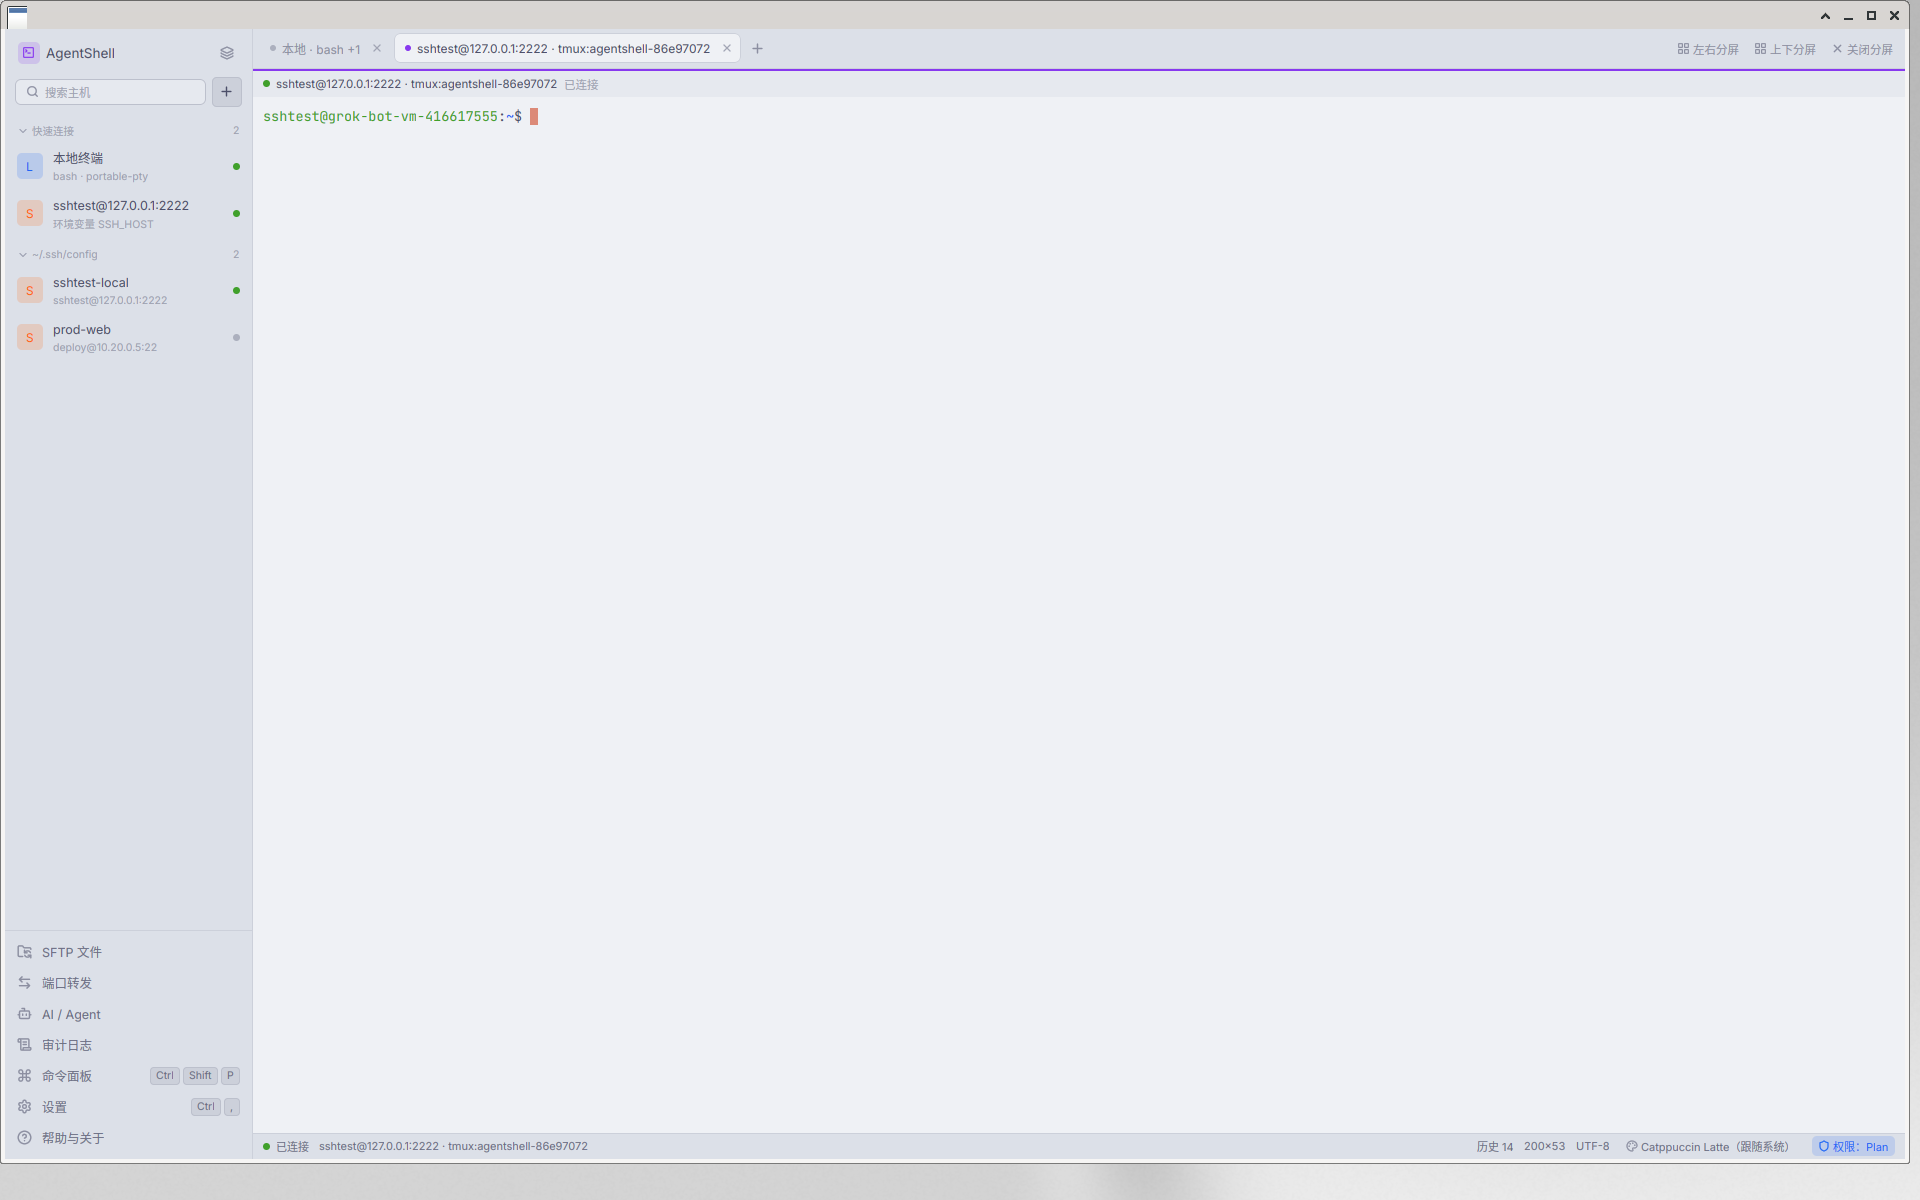 AgentShell
搜索主机
快速连接 2
L 本地终端
bash · portable-pty
S sshtest@127.0.0.1:2222
环境变量 SSH_HOST
~/.ssh/config 2
S sshtest-local
sshtest@127.0.0.1:2222
S prod-web
deploy@10.20.0.5:22
SFTP 文件
端口转发
AI / Agent
审计日志
命令面板 Ctrl Shift P
设置 Ctrl ,
帮助与关于
本地 · bash +1
sshtest@127.0.0.1:2222 · tmux:agentshell-86e97072
左右分屏 上下分屏 关闭分屏
sshtest@127.0.0.1:2222 · tmux:agentshell-86e97072 已连接
sshtest@grok-bot-vm-416617555:~$
已连接 sshtest@127.0.0.1:2222 · tmux:agentshell-86e97072
历史 14 200×53 UTF-8 Catppuccin Latte（跟随系统） 权限：Plan